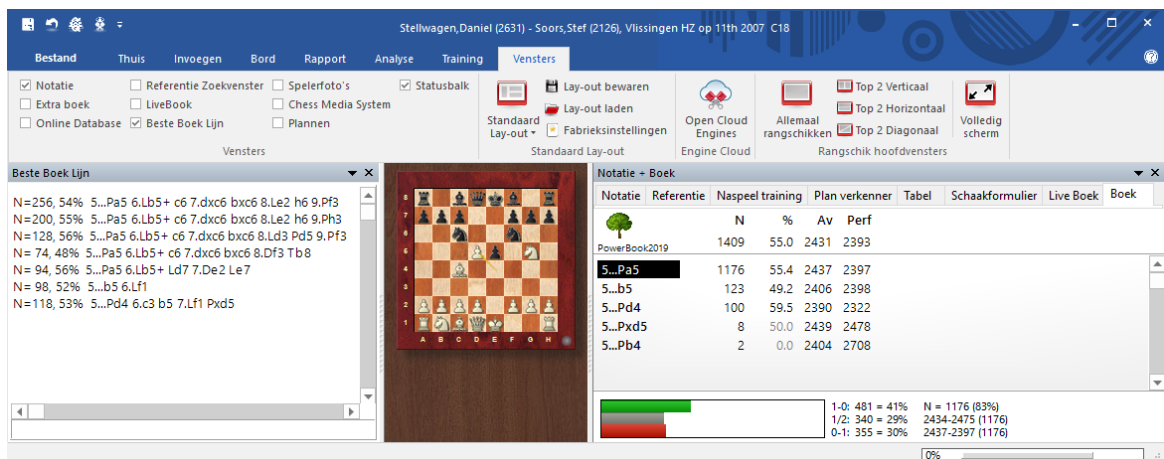 Stellwagen,Daniel (2631) - Soors,Stef (2126), Vlissingen HZ op 11th 2007  C18
Bestand Thuis Invoegen Bord Rapport Analyse Training Vensters
Notatie Referentie Zoekvenster Spelerfoto's Statusbalk
Extra boek LiveBook Chess Media System
Online Database Beste Boek Lijn Plannen
Vensters
Standaard Lay-out
Lay-out bewaren
Lay-out laden
Fabrieksinstellingen
Standaard Lay-out
Open Cloud Engines
Engine Cloud
Allemaal rangschikken
Top 2 Verticaal
Top 2 Horizontaal
Top 2 Diagonaal
Volledig scherm
Rangschik hoofdvensters
Beste Boek Lijn
N=256, 54%  5...Pa5 6.Lb5+ c6 7.dxc6 bxc6 8.Le2 h6 9.Pf3
N=200, 55%  5...Pa5 6.Lb5+ c6 7.dxc6 bxc6 8.Le2 h6 9.Ph3
N=128, 56%  5...Pa5 6.Lb5+ c6 7.dxc6 bxc6 8.Ld3 Pd5 9.Pf3
N= 74, 48%  5...Pa5 6.Lb5+ c6 7.dxc6 bxc6 8.Df3 Tb8
N= 94, 56%  5...Pa5 6.Lb5+ Ld7 7.De2 Le7
N= 98, 52%  5...b5 6.Lf1
N=118, 53%  5...Pd4 6.c3 b5 7.Lf1 Pxd5
8
7
6
5
4
3
2
1
A B C D E F G H
Notatie + Boek
Notatie Referentie Naspeel training Plan verkenner Tabel Schaakformulier Live Boek Boek
N % Av Perf
PowerBook2019 1409 55.0 2431 2393
5...Pa5 1176 55.4 2437 2397
5...b5 123 49.2 2406 2398
5...Pd4 100 59.5 2390 2322
5...Pxd5 8 50.0 2439 2478
5...Pb4 2 0.0 2404 2708
1-0: 481 = 41% N = 1176 (83%)
1/2: 340 = 29% 2434-2475 (1176)
0-1: 355 = 30% 2437-2397 (1176)
0%